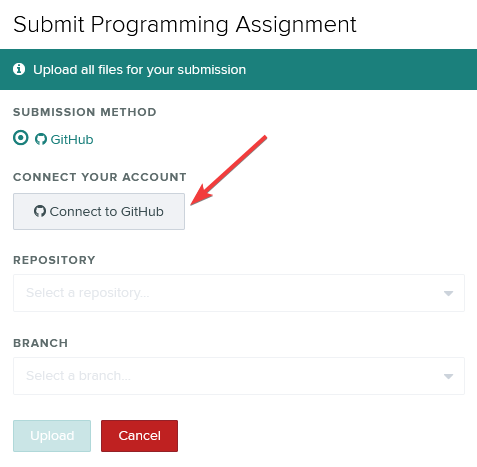 Submit Programming Assignment
Upload all files for your submission
SUBMISSION METHOD
GitHub
CONNECT YOUR ACCOUNT
Connect to GitHub
REPOSITORY
Select a repository...
BRANCH
Select a branch...
Upload
Cancel